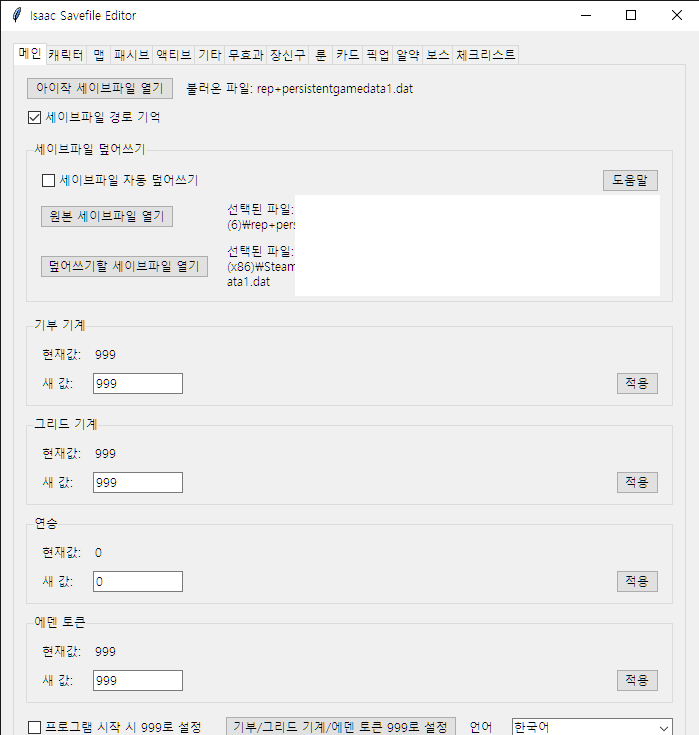 Isaac Savefile Editor
메인 캐릭터 맵 패시브 액티브 기타 무효과 장신구 룬 카드 픽업 알약 보스 체크리스트
아이작 세이브파일 열기 불러온 파일: rep+persistentgamedata1.dat
세이브파일 경로 기억
세이브파일 덮어쓰기
세이브파일 자동 덮어쓰기 도움말
원본 세이브파일 열기 선택된 파일:
(6)\rep+pers
덮어쓰기할 세이브파일 열기 선택된 파일:
(x86)\Steam
ata1.dat
기부 기계
현재값: 999
새 값: 999 적용
그리드 기계
현재값: 999
새 값: 999 적용
연승
현재값: 0
새 값: 0 적용
에덴 토큰
현재값: 999
새 값: 999 적용
프로그램 시작 시 999로 설정 기부/그리드 기계/에덴 토큰 999로 설정 언어 한국어